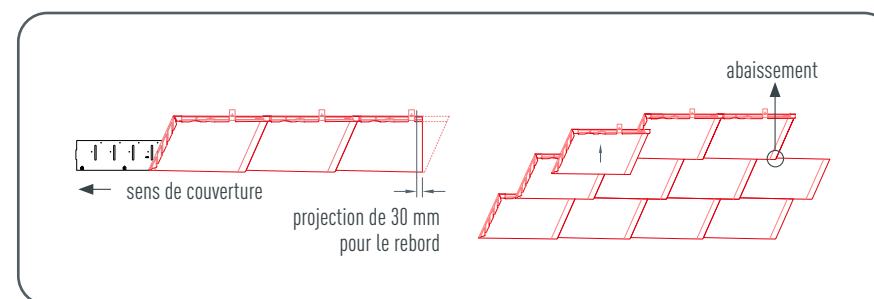 abaissement
sens de couverture
projection de 30 mm
pour le rebord